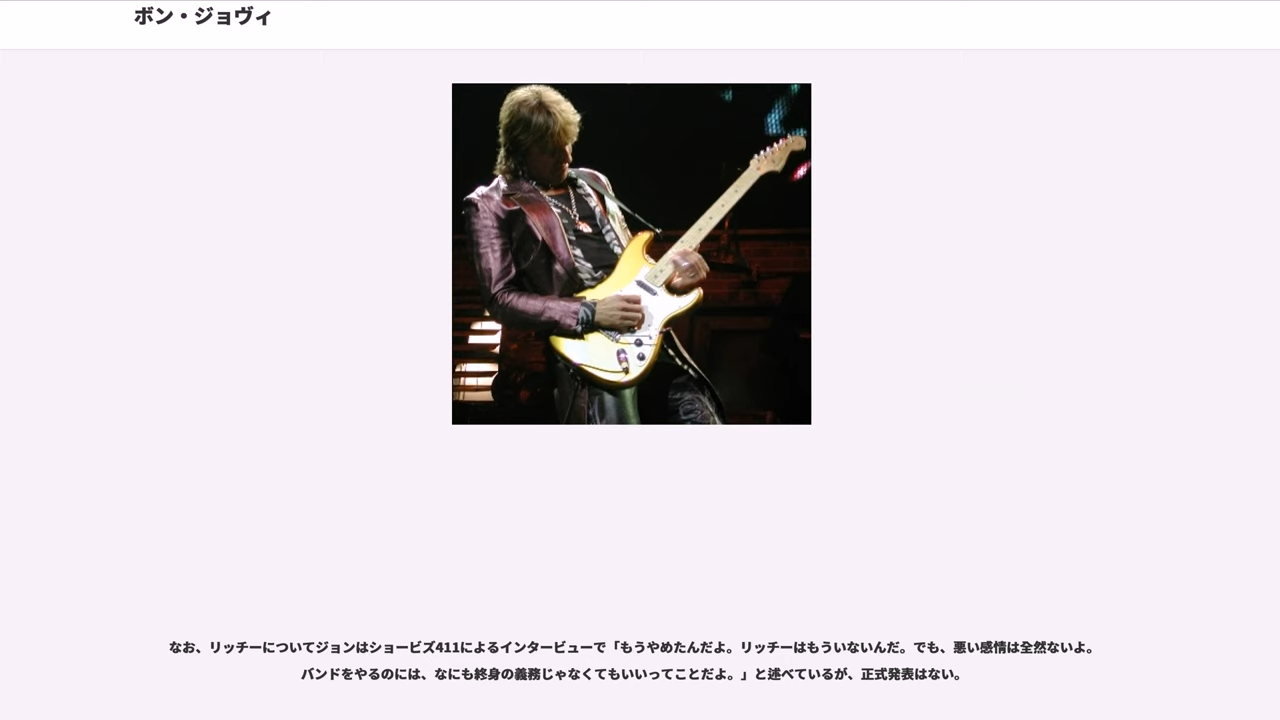 ボン・ジョヴィ
なお、リッチーについてジョンはショービズ411によるインタービューで「もうやめたんだよ。リッチーはもういないんだ。でも、悪い感情は全然ないよ。
バンドをやるのには、なにも終身の義務じゃなくてもいいってことだよ。」と述べているが、正式発表はない。